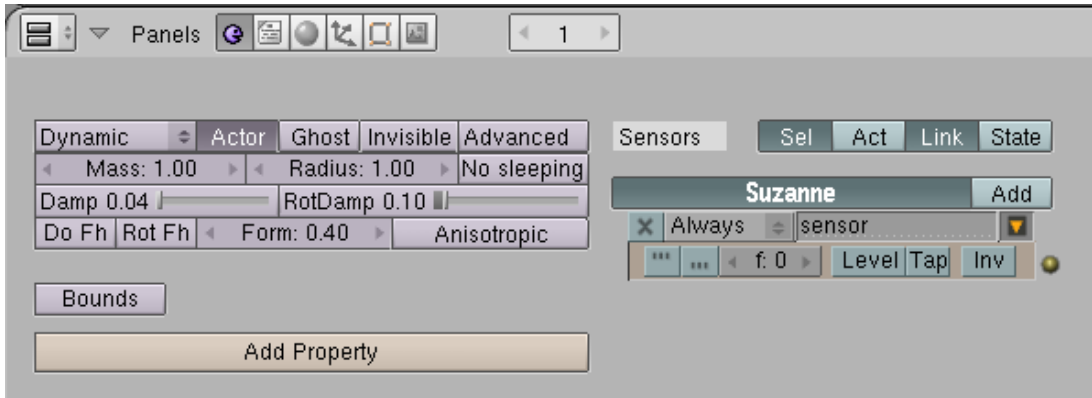 Panels 1
Dynamic Actor Ghost Invisible Advanced Sensors Sel Act Link State
Mass: 1.00 Radius: 1.00 No sleeping
Suzanne Add
Damp 0.04 RotDamp 0.10
Always sensor
Do Fh Rot Fh Form: 0.40 Anisotropic
f: 0 Level Tap Inv
Bounds
Add Property